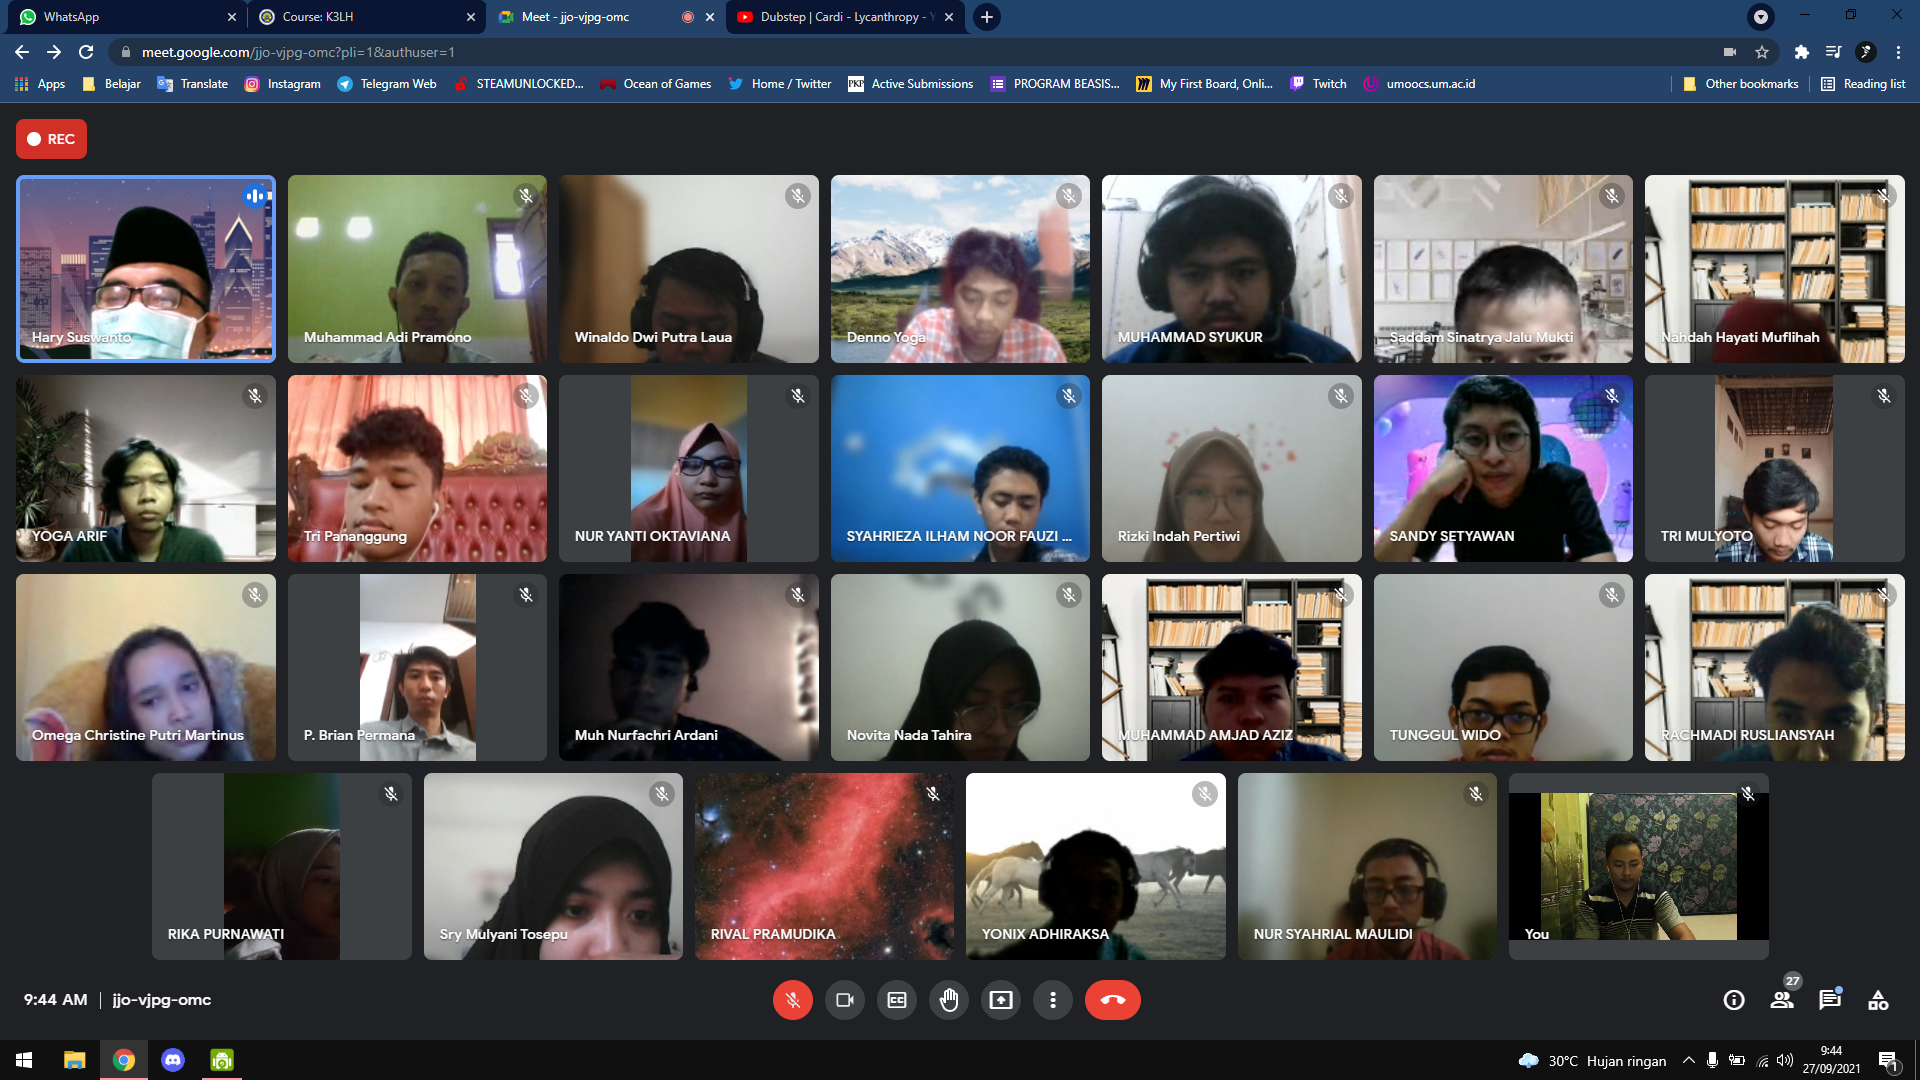 WhatsApp
Course: K3LH
Meet - jjo-vjpg-omc
Dubstep | Cardi - Lycanthropy - Y
meet.google.com/jjo-vjpg-omc?pli=1&authuser=1
Apps
Belajar
Translate
Instagram
Telegram Web
STEAMUNLOCKED...
Ocean of Games
Home / Twitter
PKP
Active Submissions
PROGRAM BEASIS...
My First Board, Onli...
Twitch
umoocs.um.ac.id
Other bookmarks
Reading list
REC
Hary Suswanto
Muhammad Adi Pramono
Winaldo Dwi Putra Laua
Denno Yoga
MUHAMMAD SYUKUR
Saddam Sinatrya Jalu Mukti
Nahdah Hayati Muflihah
YOGA ARIF
Tri Pananggung
NUR YANTI OKTAVIANA
SYAHRIEZA ILHAM NOOR FAUZI ...
Rizki Indah Pertiwi
SANDY SETYAWAN
TRI MULYOTO
Omega Christine Putri Martinus
P. Brian Permana
Muh Nurfachri Ardani
Novita Nada Tahira
MUHAMMAD AMJAD AZIZ
TUNGGUL WIDO
RACHMADI RUSLIANSYAH
RIKA PURNAWATI
Sry Mulyani Tosepu
RIVAL PRAMUDIKA
YONIX ADHIRAKSA
NUR SYAHRIAL MAULIDI
You
9:44 AM | jjo-vjpg-omc
CC
27
30°C Hujan ringan
9:44
27/09/2021
1